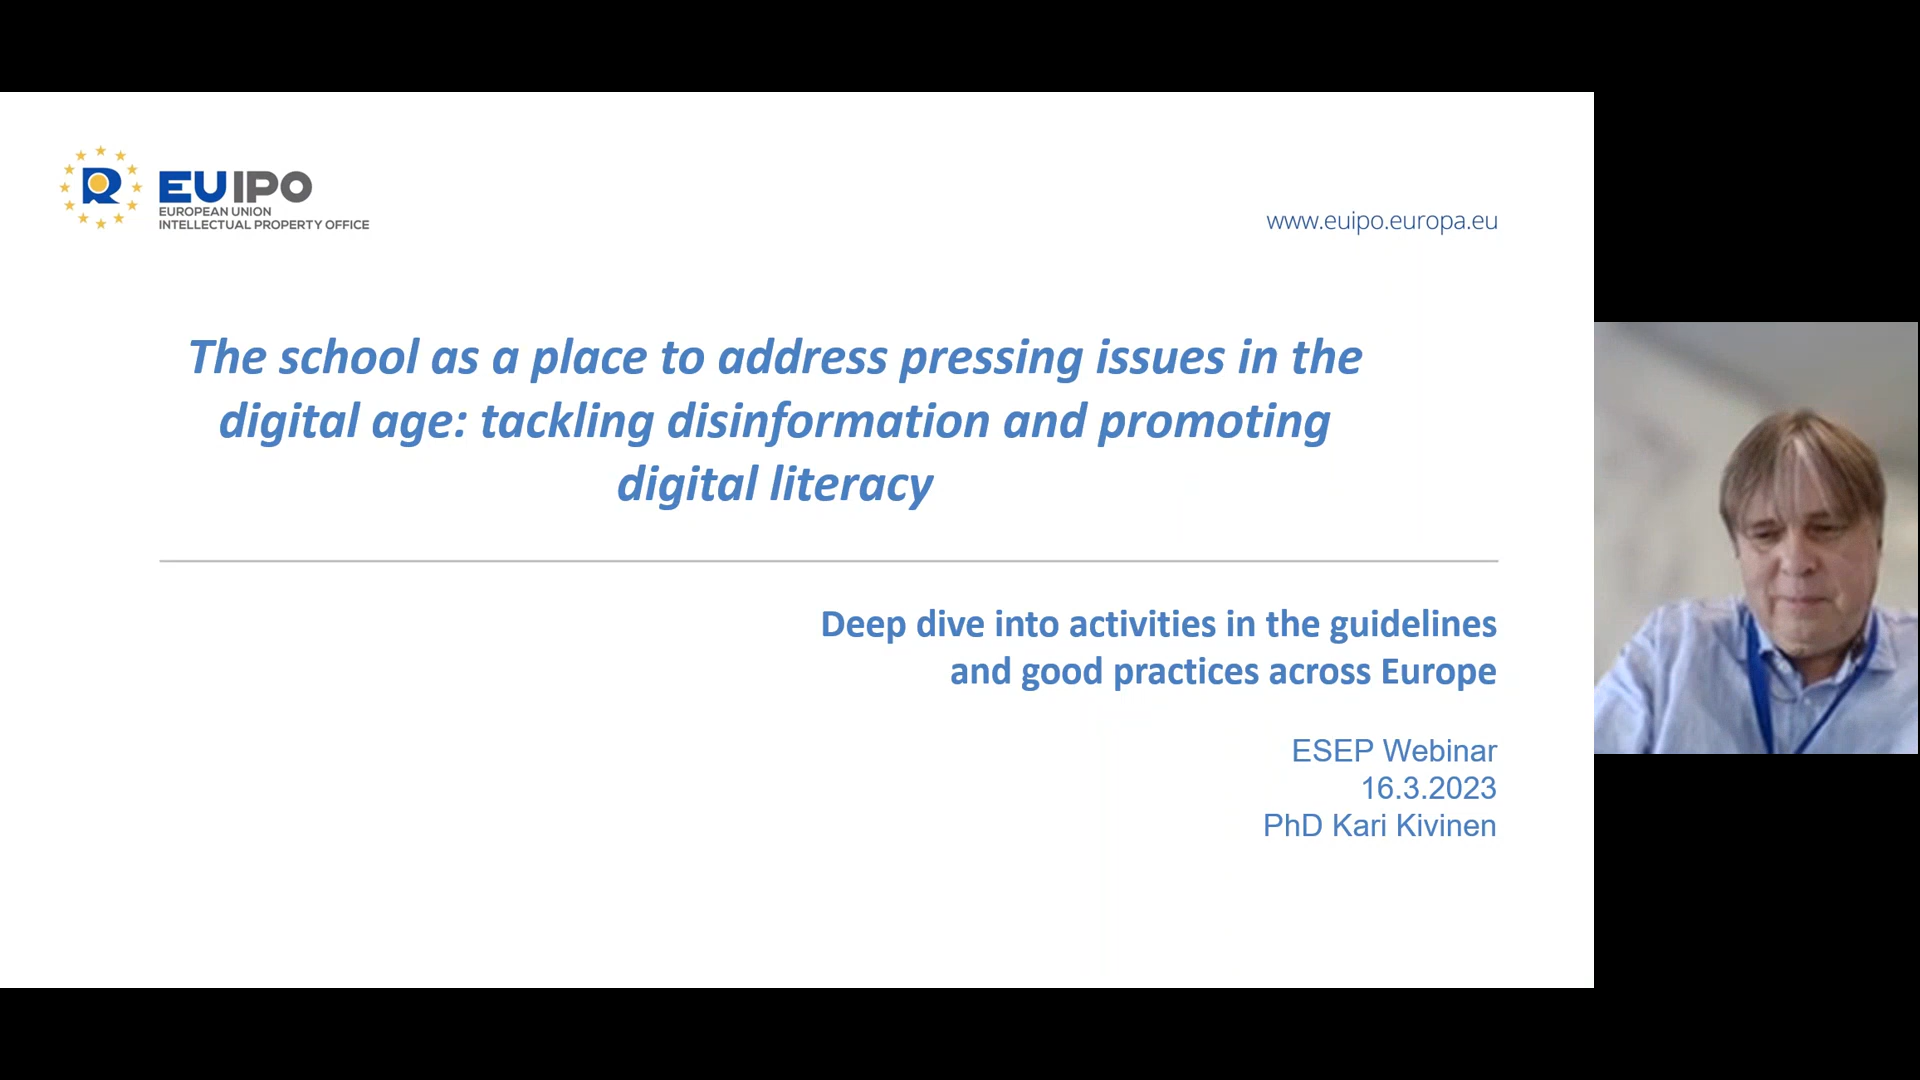 EUIPO
EUROPEAN UNION
INTELLECTUAL PROPERTY OFFICE
www.euipo.europa.eu
The school as a place to address pressing issues in the
digital age: tackling disinformation and promoting
digital literacy
Deep dive into activities in the guidelines
and good practices across Europe
ESEP Webinar
16.3.2023
PhD Kari Kivinen